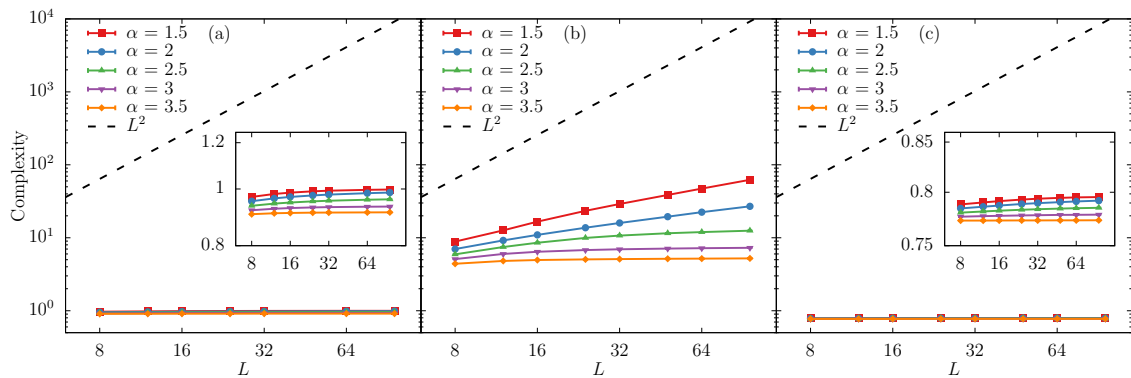 Complexity
10^4
10^3
10^2
10^1
10^0
α = 1.5
α = 2
α = 2.5
α = 3
α = 3.5
L^2
(a)
1.2
1
0.8
8 16 32 64
8 16 32 64
L
α = 1.5
α = 2
α = 2.5
α = 3
α = 3.5
L^2
(b)
8 16 32 64
L
α = 1.5
α = 2
α = 2.5
α = 3
α = 3.5
L^2
(c)
0.85
0.8
0.75
8 16 32 64
8 16 32 64
L